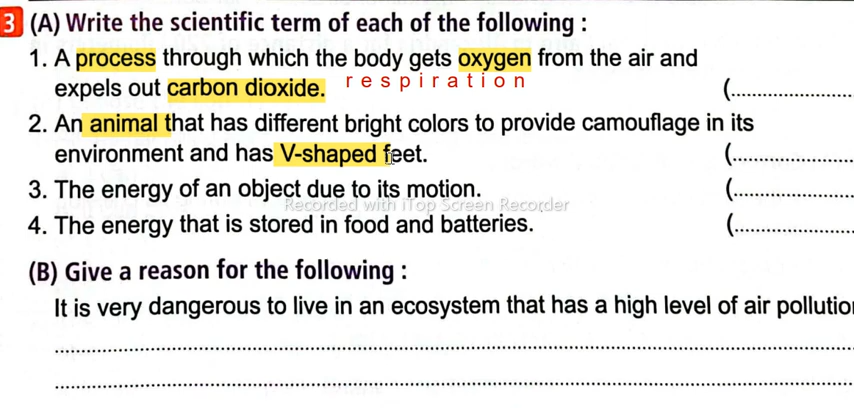 3 (A) Write the scientific term of each of the following :
1. A process through which the body gets oxygen from the air and
expels out carbon dioxide. respiration (....................
2. An animal that has different bright colors to provide camouflage in its
environment and has V-shaped feet. (....................
3. The energy of an object due to its motion. (....................
Recorded with iTop Screen Recorder
4. The energy that is stored in food and batteries. (....................
(B) Give a reason for the following :
It is very dangerous to live in an ecosystem that has a high level of air pollutio